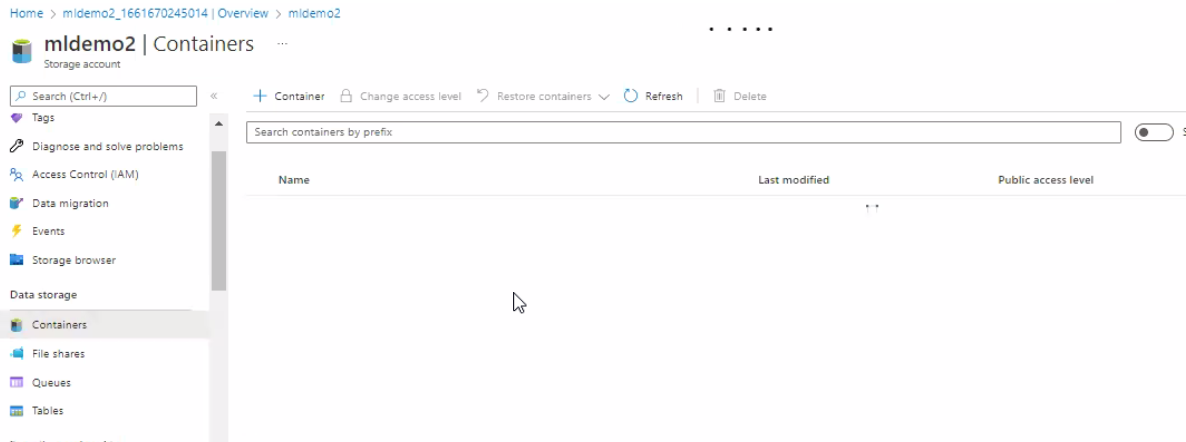 Home > mldemo2_1661670245014 | Overview > mldemo2
mldemo2 | Containers ...
Storage account
Search (Ctrl+/)
«
+ Container
Change access level
Restore containers
Refresh
Delete
Tags
Diagnose and solve problems
Access Control (IAM)
Data migration
Events
Storage browser
Data storage
Containers
File shares
Queues
Tables
Search containers by prefix
Name
Last modified
Public access level